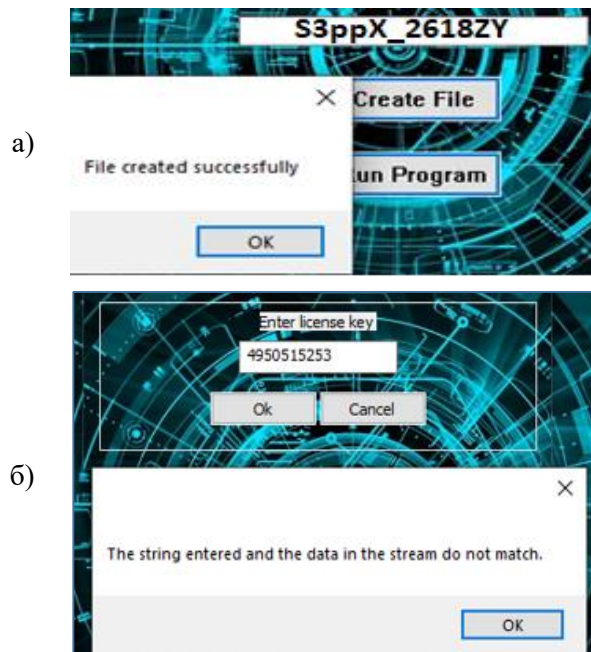 S3ppX_2618ZY
Create File
а)
File created successfully
un Program
OK
Enter license key
4950515253
Ok Cancel
б)
The string entered and the data in the stream do not match.
OK